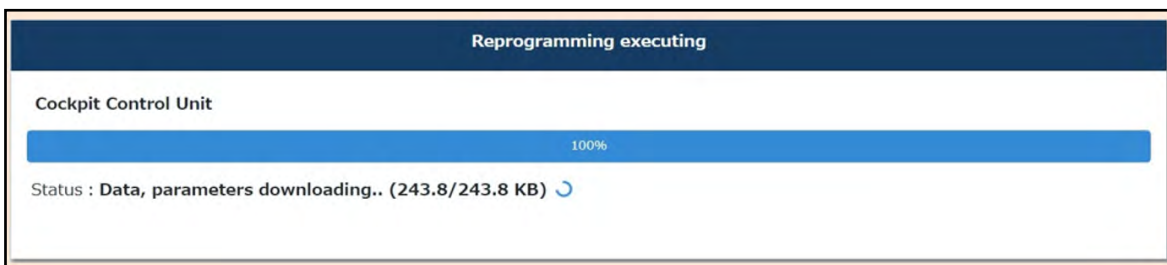 Reprogramming executing
Cockpit Control Unit
100%
Status : Data, parameters downloading.. (243.8/243.8 KB)